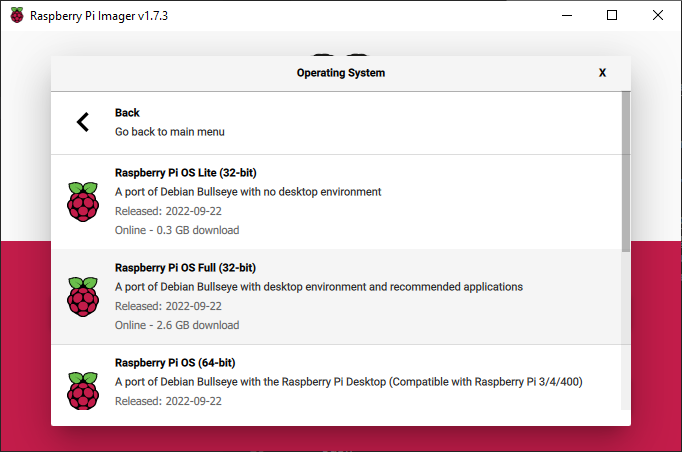 Raspberry Pi Imager v1.7.3
Operating System
X
Back
Go back to main menu
Raspberry Pi OS Lite (32-bit)
A port of Debian Bullseye with no desktop environment
Released: 2022-09-22
Online - 0.3 GB download
Raspberry Pi OS Full (32-bit)
A port of Debian Bullseye with desktop environment and recommended applications
Released: 2022-09-22
Online - 2.6 GB download
Raspberry Pi OS (64-bit)
A port of Debian Bullseye with the Raspberry Pi Desktop (Compatible with Raspberry Pi 3/4/400)
Released: 2022-09-22